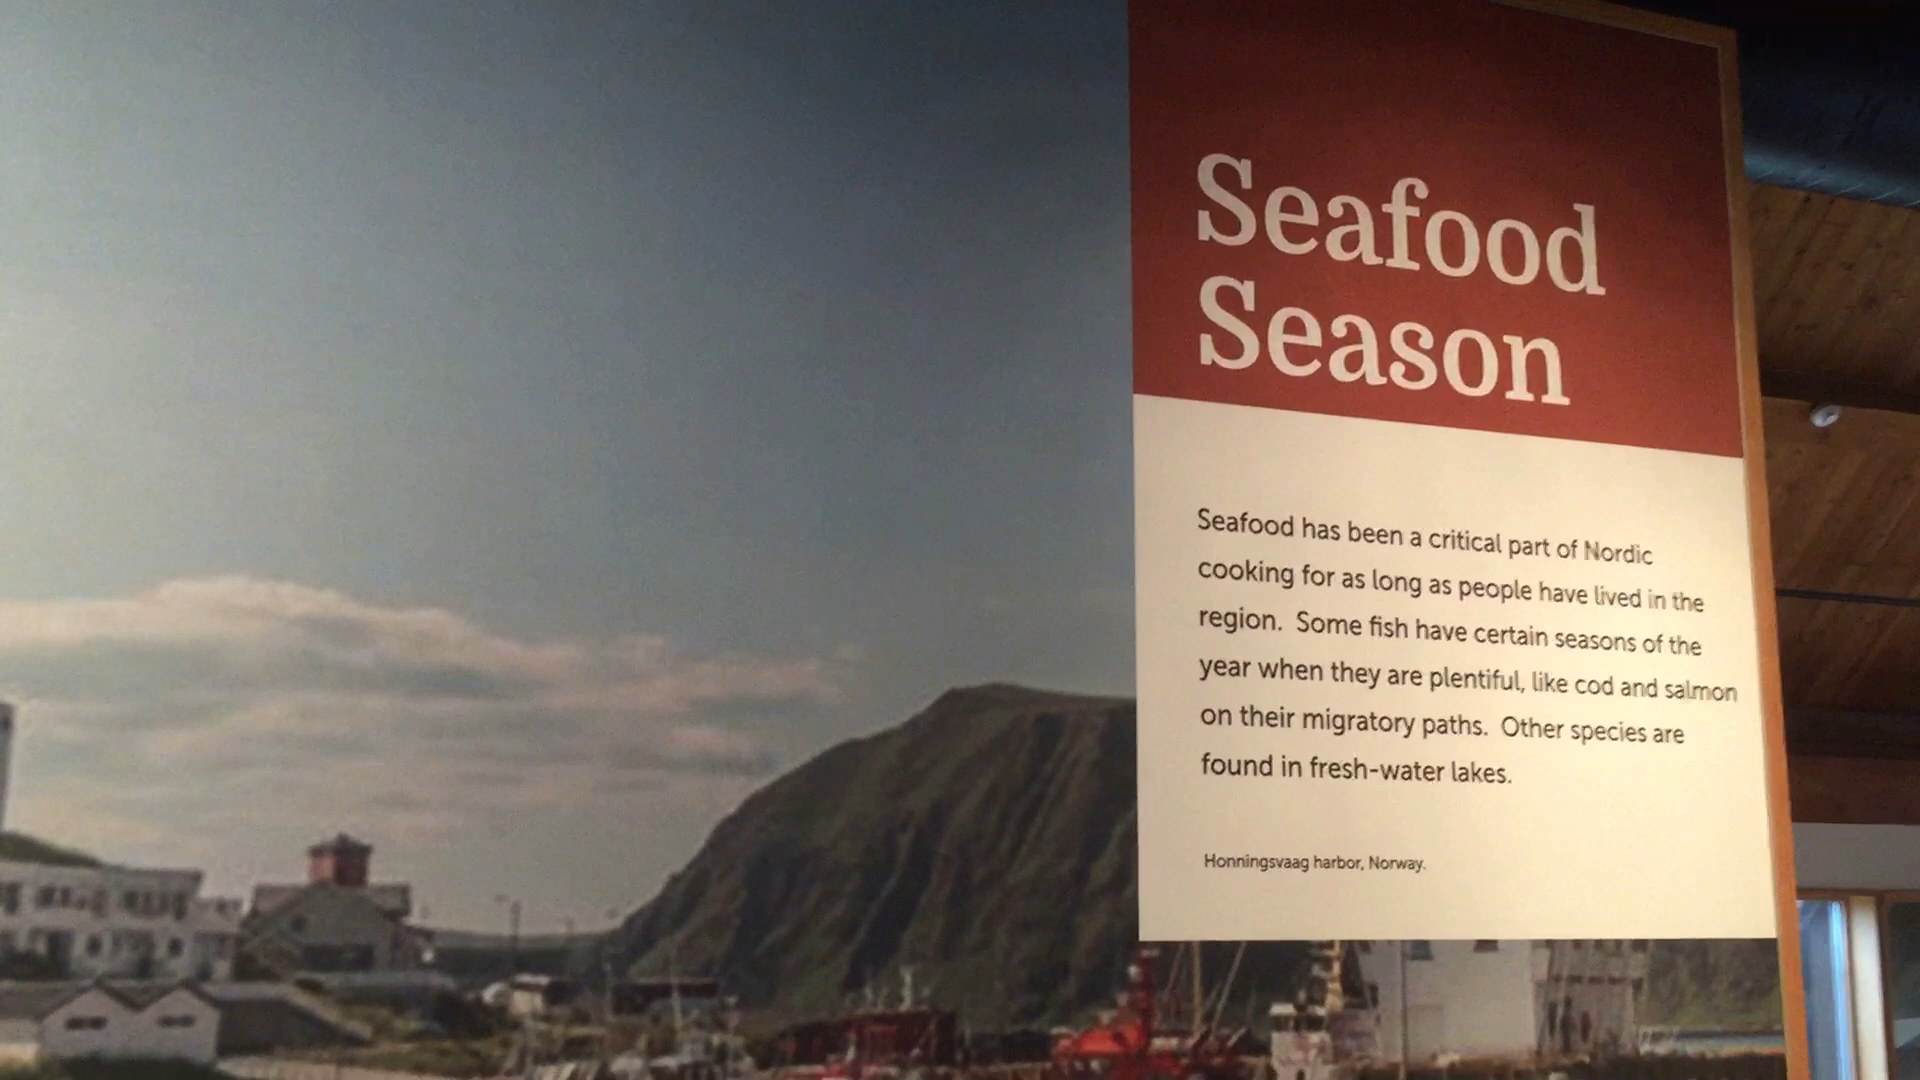 Seafood
Season
Seafood has been a critical part of Nordic
cooking for as long as people have lived in the
region.  Some fish have certain seasons of the
year when they are plentiful, like cod and salmon
on their migratory paths.  Other species are
found in fresh-water lakes.
Honningsvaag harbor, Norway.